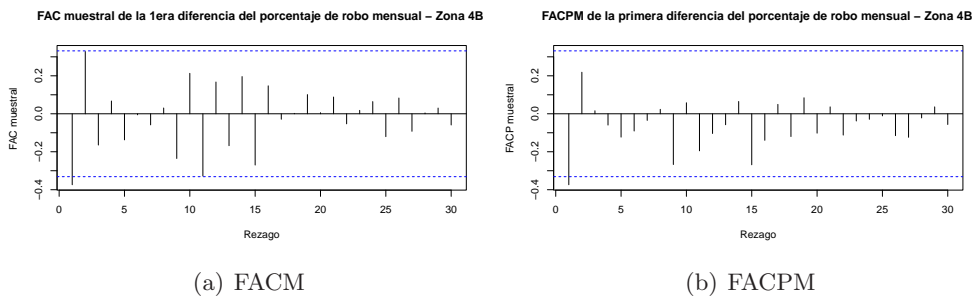 FAC muestral de la 1era diferencia del porcentaje de robo mensual – Zona 4B
FAC muestral
0.2
0.0
−0.2
−0.4
0 5 10 15 20 25 30
Rezago
(a) FACM
FACPM de la primera diferencia del porcentaje de robo mensual – Zona 4B
FACP muestral
0.2
0.0
−0.2
−0.4
0 5 10 15 20 25 30
Rezago
(b) FACPM